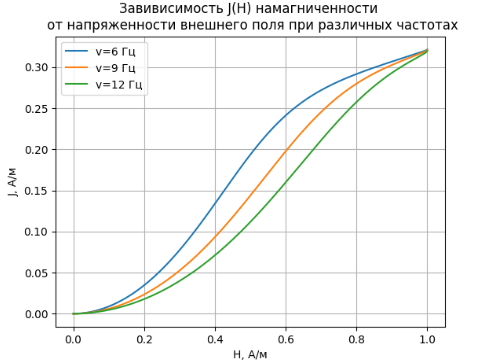 Завивисимость J(H) намагниченности
от напряженности внешнего поля при различных частотах
v=6 Гц
v=9 Гц
v=12 Гц
J, А/м
0.30
0.25
0.20
0.15
0.10
0.05
0.00
0.0 0.2 0.4 0.6 0.8 1.0
H, А/м